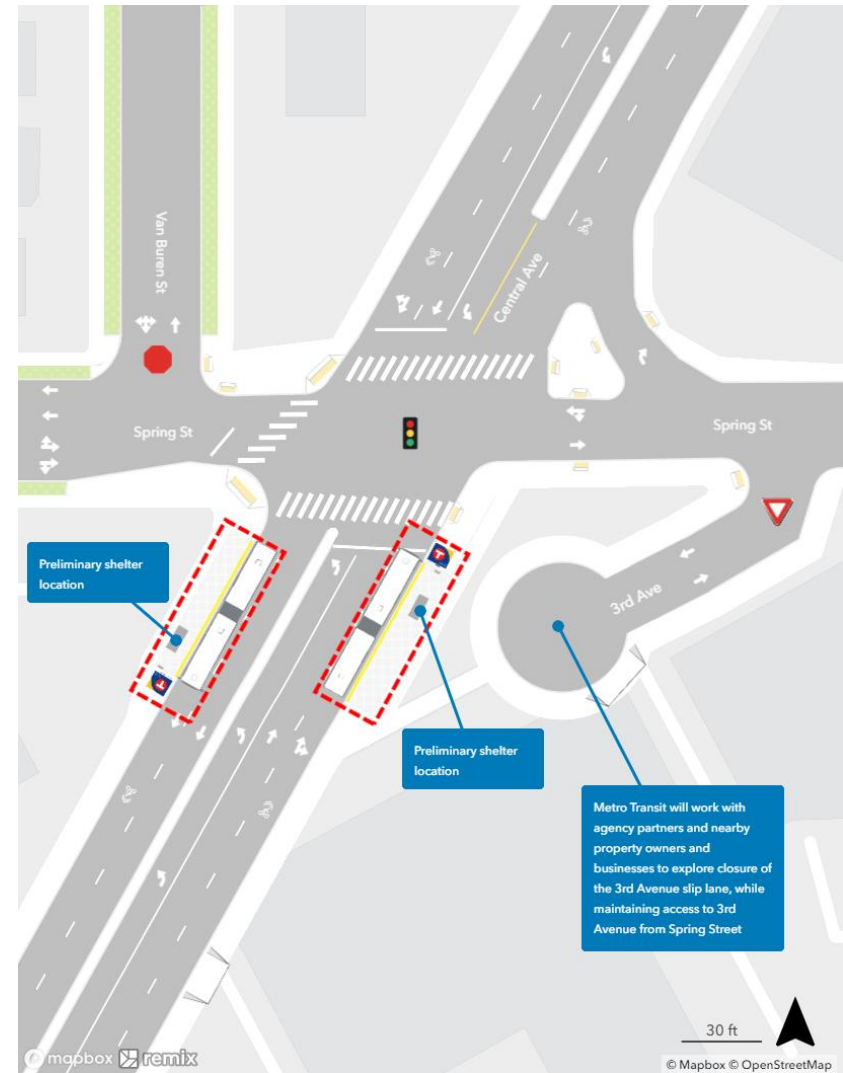 Van Buren St
Central Ave
Spring St
Spring St
Preliminary shelter
location
3rd Ave
Preliminary shelter
location
Metro Transit will work with
agency partners and nearby
property owners and
businesses to explore closure of
the 3rd Avenue slip lane, while
maintaining access to 3rd
Avenue from Spring Street
30 ft
mapbox remix
© Mapbox © OpenStreetMap